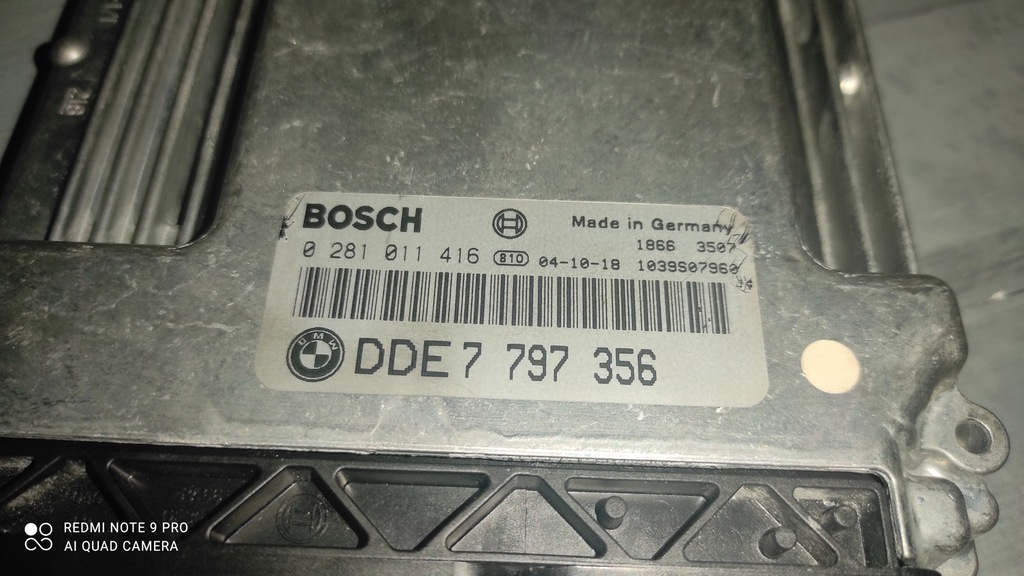 BOSCH
Made in Germany
1866 3507
0 281 011 416 810 04-10-18 1039S07960
BMW
DDE 7 797 356
REDMI NOTE 9 PRO
AI QUAD CAMERA